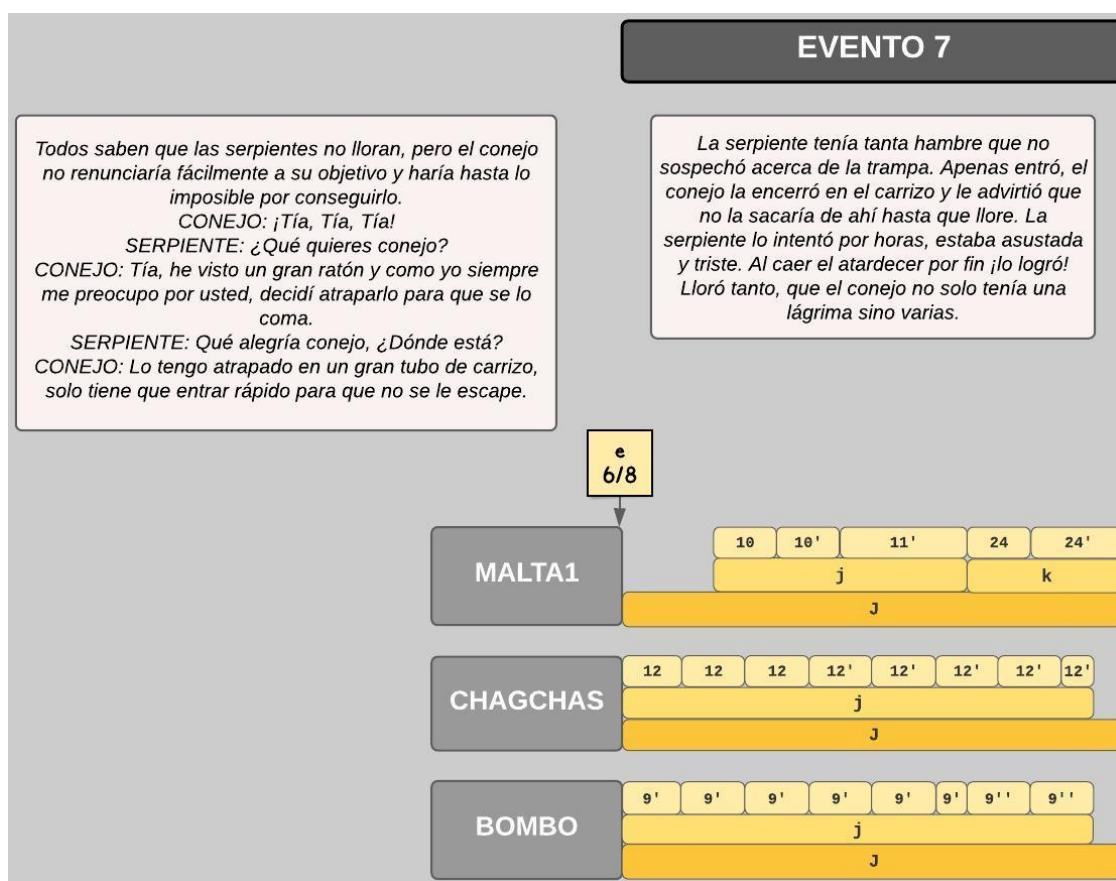 EVENTO 7
Todos saben que las serpientes no lloran, pero el conejo
no renunciaría fácilmente a su objetivo y haría hasta lo
imposible por conseguirlo.
CONEJO: ¡Tía, Tía, Tía!
SERPIENTE: ¿Qué quieres conejo?
CONEJO: Tía, he visto un gran ratón y como yo siempre
me preocupo por usted, decidí atraparlo para que se lo
coma.
SERPIENTE: Qué alegría conejo, ¿Dónde está?
CONEJO: Lo tengo atrapado en un gran tubo de carrizo,
solo tiene que entrar rápido para que no se le escape.
La serpiente tenía tanta hambre que no
sospechó acerca de la trampa. Apenas entró, el
conejo la encerró en el carrizo y le advirtió que
no la sacaría de ahí hasta que llore. La
serpiente lo intentó por horas, estaba asustada
y triste. Al caer el atardecer por fin ¡lo logró!
Lloró tanto, que el conejo no solo tenía una
lágrima sino varias.
e
6/8
MALTA1
10 10' 11' 24 24'
j k
J
CHAGCHAS
12 12 12 12' 12' 12' 12' 12'
j
J
BOMBO
9' 9' 9' 9' 9' 9' 9'' 9''
j
J